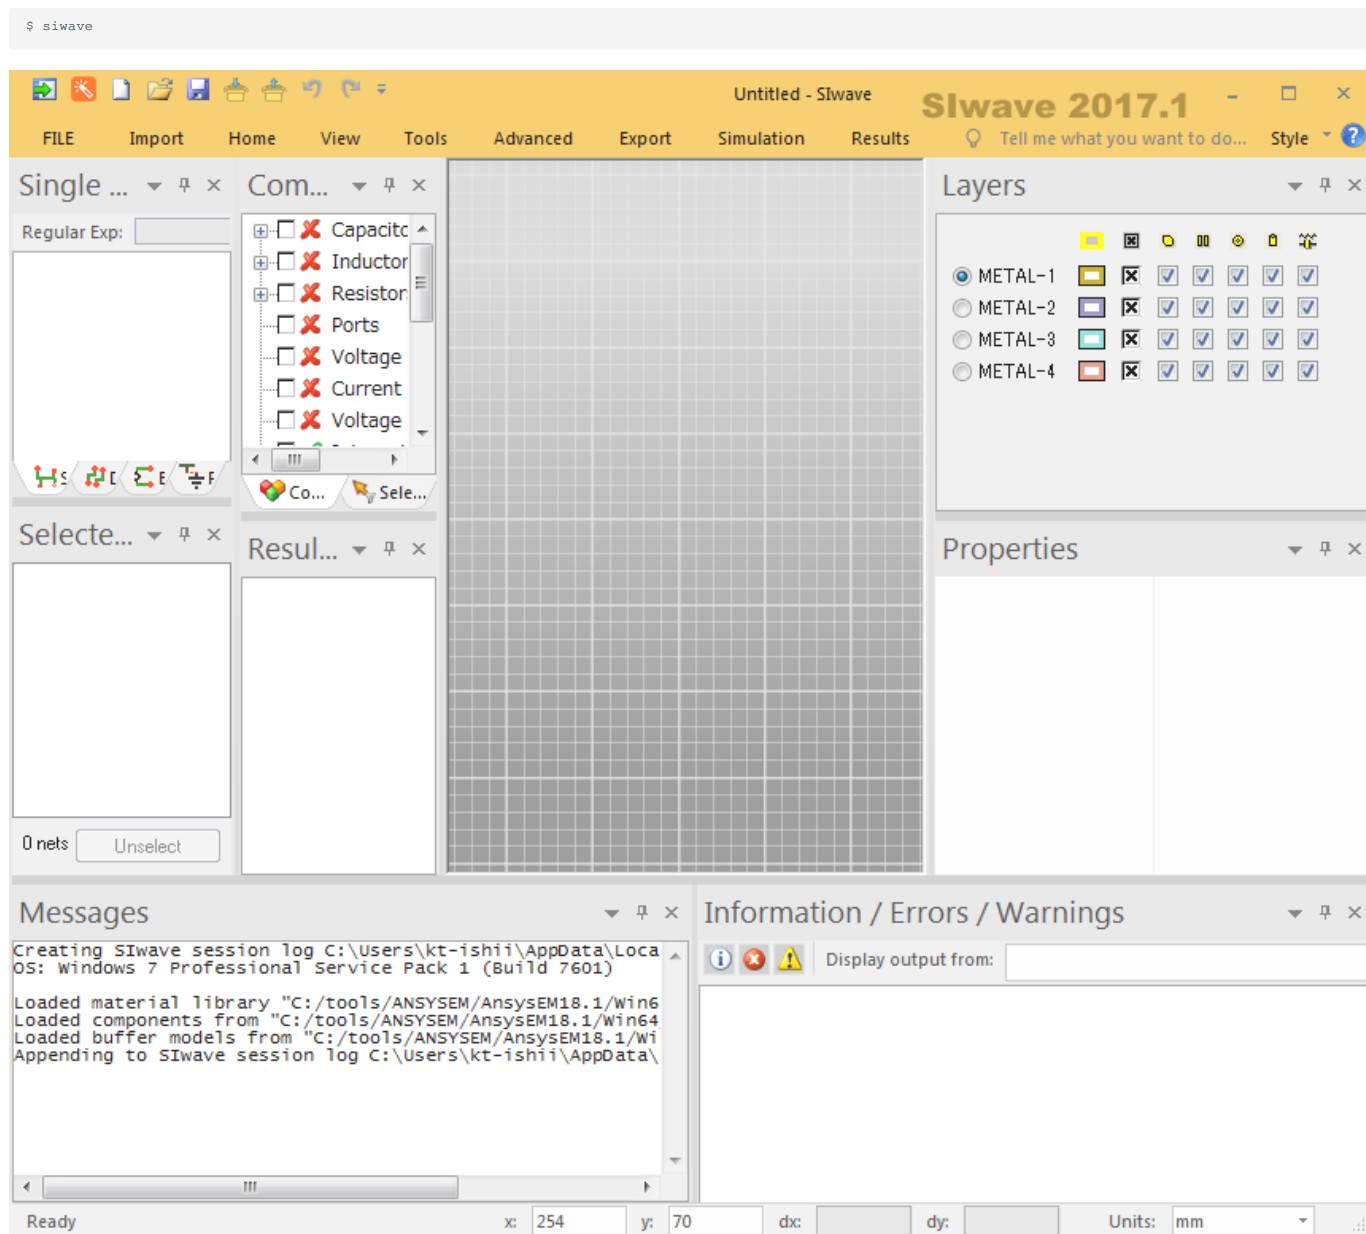 $ siwave
Untitled - SIwave
SIwave 2017.1
FILE Import Home View Tools Advanced Export Simulation Results Tell me what you want to do... Style
Single ...
Regular Exp:
S D E F
Com...
Capacitc
Inductor
Resistor
Ports
Voltage
Current
Voltage
Co... Sele...
Layers
METAL-1
METAL-2
METAL-3
METAL-4
Selecte...
0 nets Unselect
Resul...
Properties
Messages
Creating SIwave session log C:\Users\kt-ishii\AppData\Loca
OS: Windows 7 Professional Service Pack 1 (Build 7601)
Loaded material library "C:/tools/ANSYSEM/AnsysEM18.1/Win6
Loaded components from "C:/tools/ANSYSEM/AnsysEM18.1/Win64
Loaded buffer models from "C:/tools/ANSYSEM/AnsysEM18.1/Wi
Appending to SIwave session log C:\Users\kt-ishii\AppData\
Information / Errors / Warnings
Display output from:
Ready x: 254 y: 70 dx: dy: Units: mm